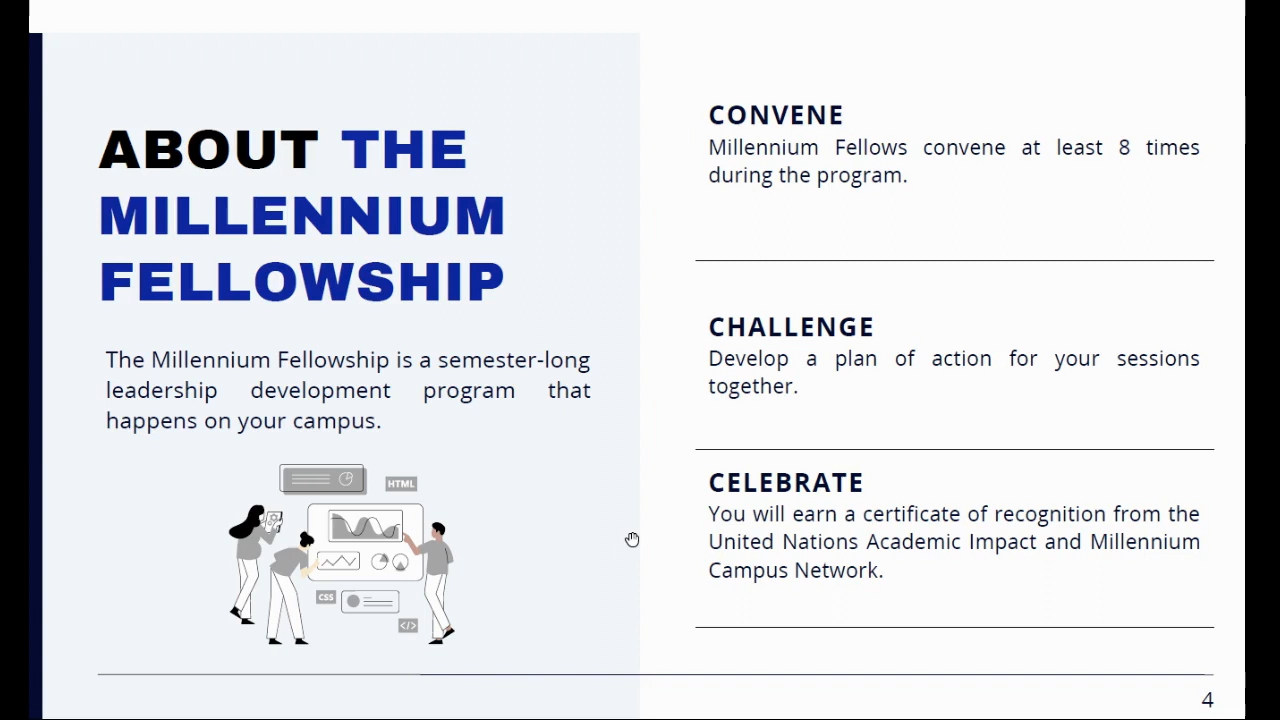 ABOUT THE
MILLENNIUM
FELLOWSHIP
The Millennium Fellowship is a semester-long
leadership development program that
happens on your campus.
HTML
CSS
</>
CONVENE
Millennium Fellows convene at least 8 times
during the program.
CHALLENGE
Develop a plan of action for your sessions
together.
CELEBRATE
You will earn a certificate of recognition from the
United Nations Academic Impact and Millennium
Campus Network.
4